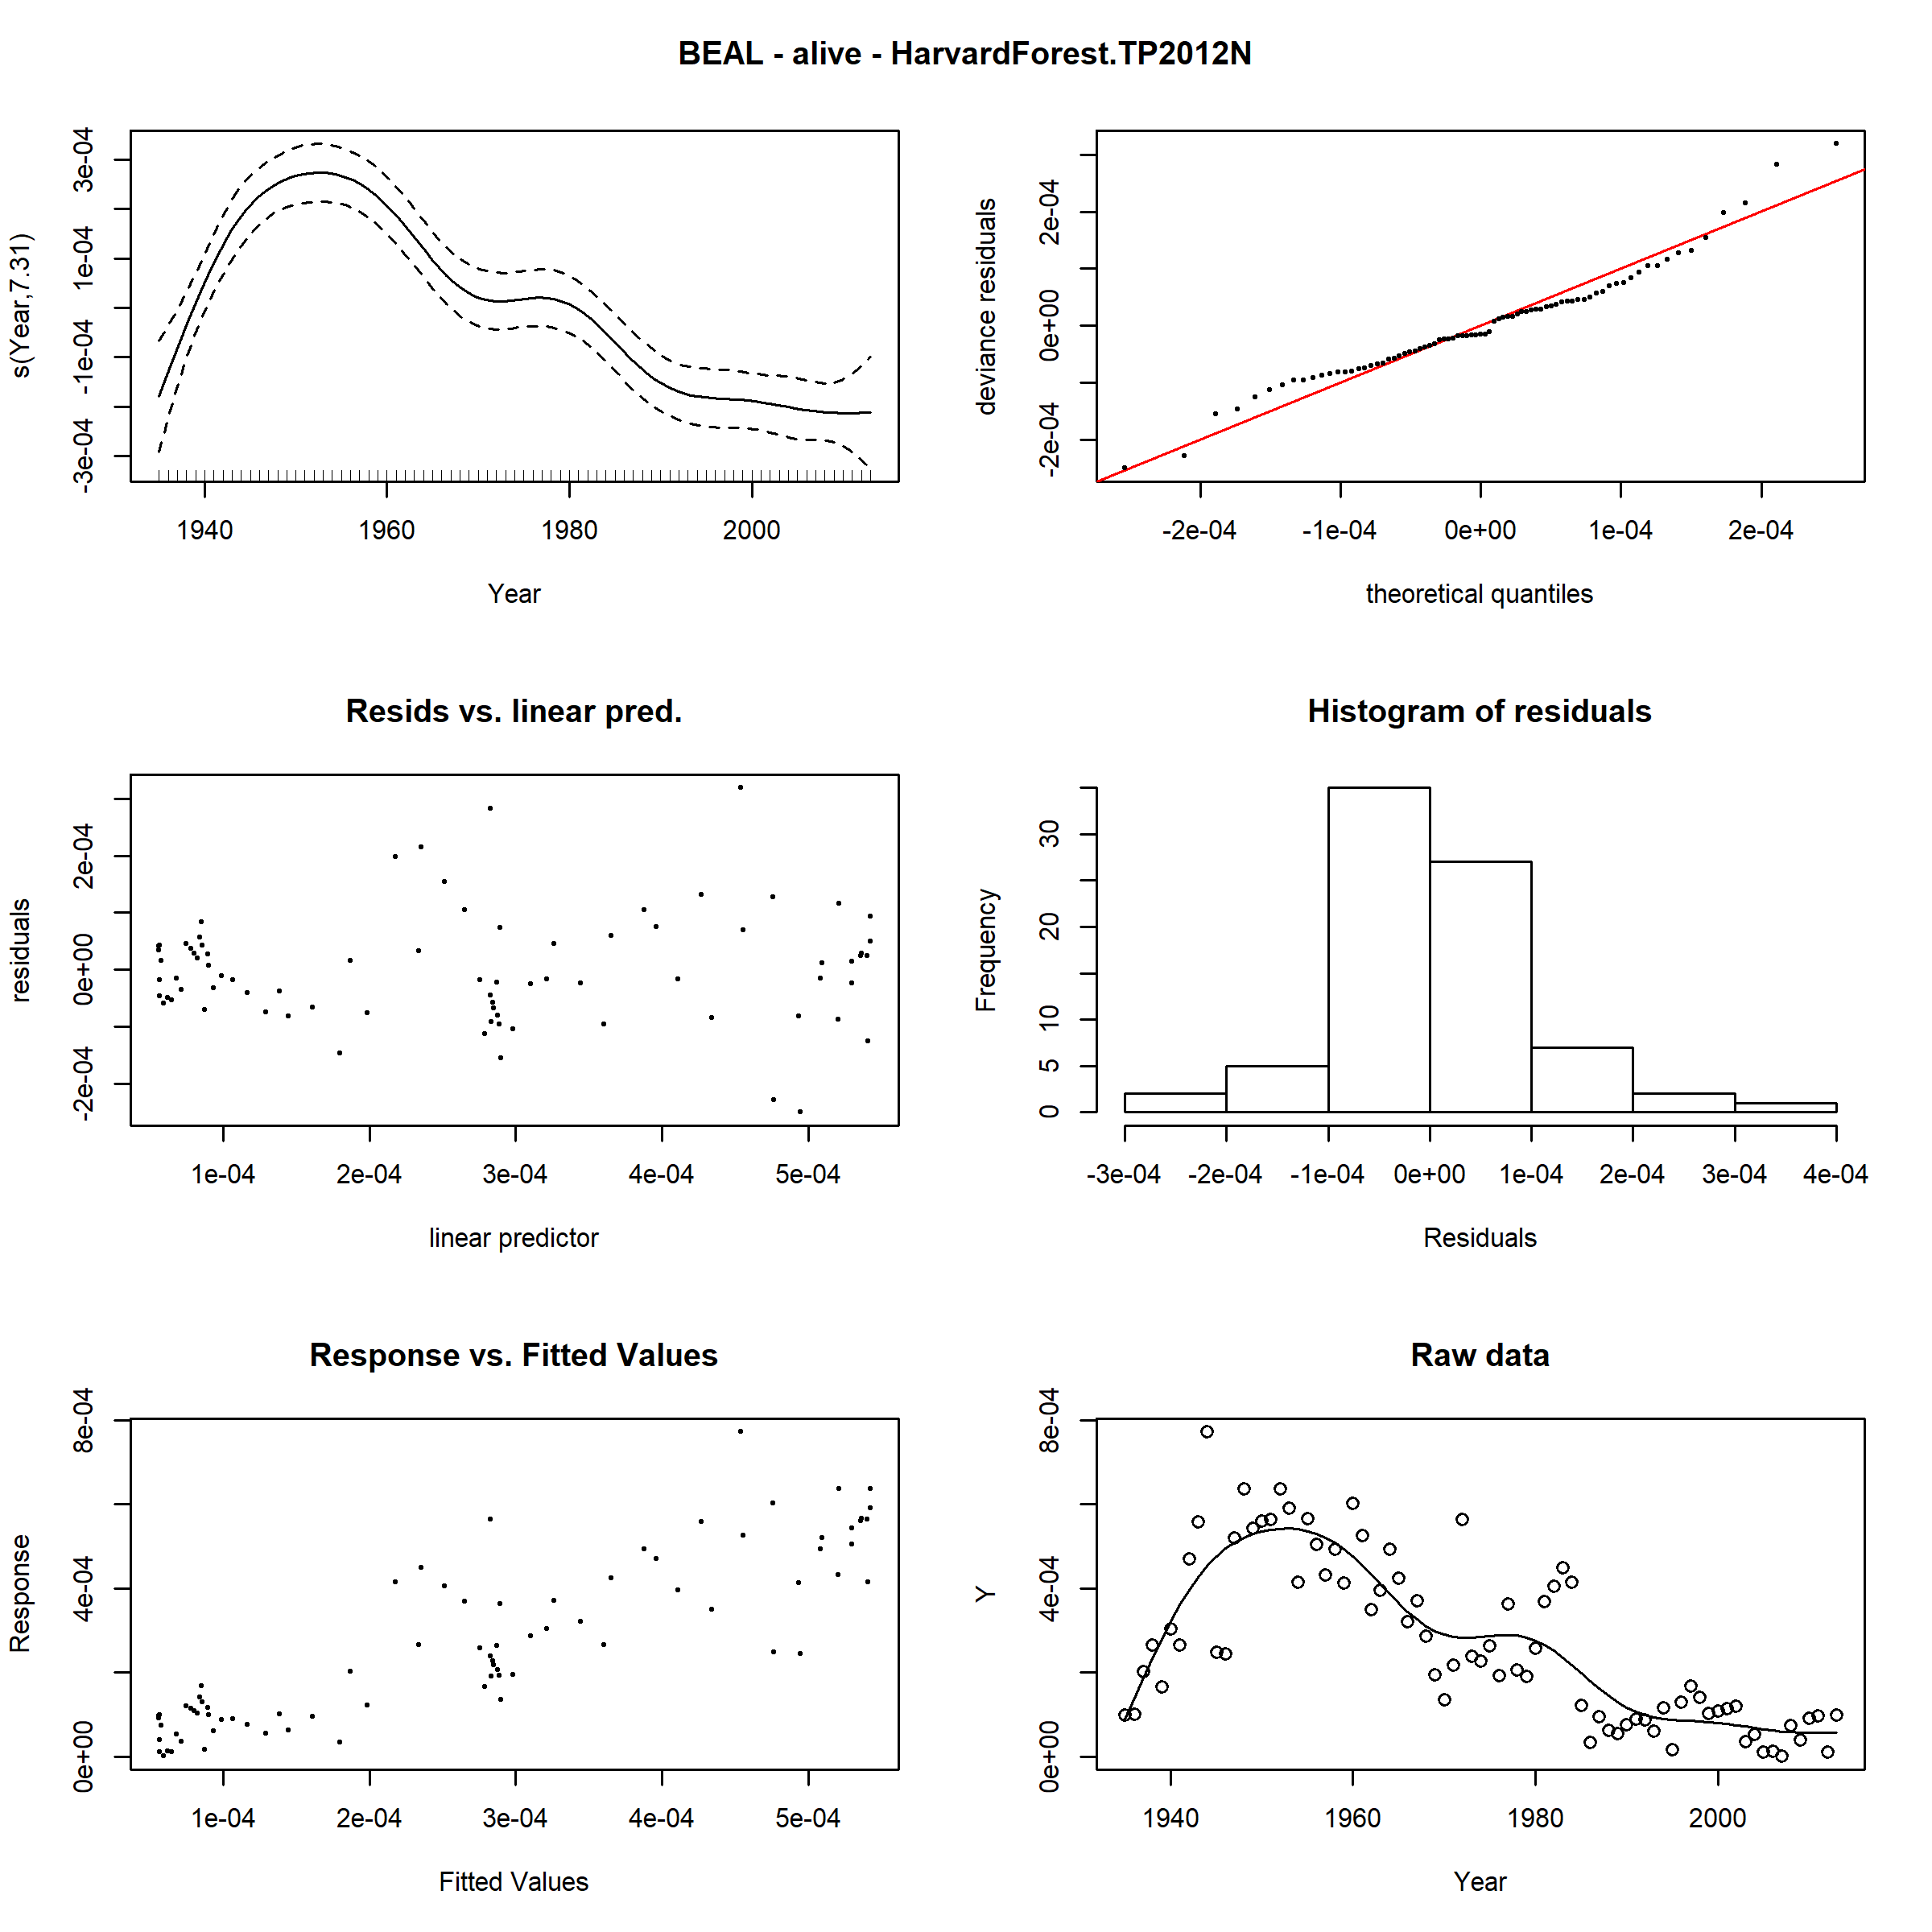 BEAL - alive - HarvardForest.TP2012N
s(Year,7.31)
-3e-04 -1e-04 1e-04 3e-04
1940 1960 1980 2000
Year
deviance residuals
-2e-04 0e+00 2e-04
-2e-04 -1e-04 0e+00 1e-04 2e-04
theoretical quantiles
Resids vs. linear pred.
residuals
-2e-04 0e+00 2e-04
1e-04 2e-04 3e-04 4e-04 5e-04
linear predictor
Histogram of residuals
Frequency
0 5 10 20 30
-3e-04 -2e-04 -1e-04 0e+00 1e-04 2e-04 3e-04 4e-04
Residuals
Response vs. Fitted Values
Response
0e+00 4e-04 8e-04
1e-04 2e-04 3e-04 4e-04 5e-04
Fitted Values
Raw data
Y
0e+00 4e-04 8e-04
1940 1960 1980 2000
Year